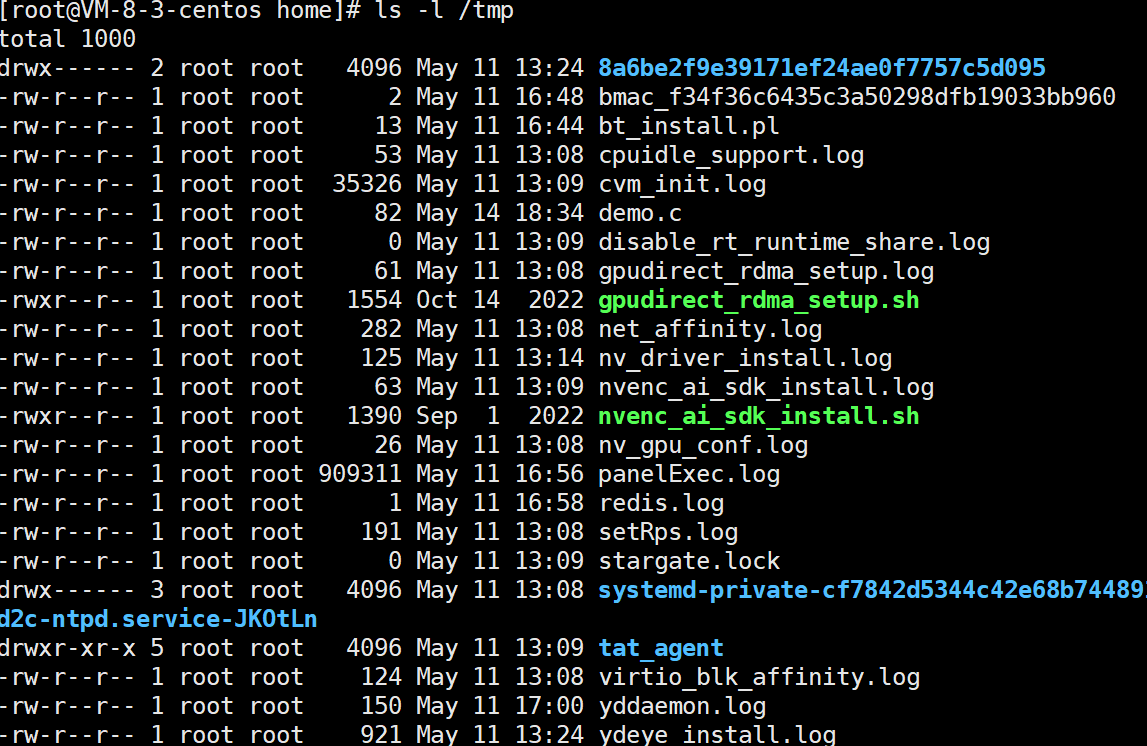 [root@VM-8-3-centos home]# ls -l /tmp
total 1000
drwx------ 2 root root   4096 May 11 13:24 8a6be2f9e39171ef24ae0f7757c5d095
-rw-r--r-- 1 root root      2 May 11 16:48 bmac_f34f36c6435c3a50298dfb19033bb960
-rw-r--r-- 1 root root     13 May 11 16:44 bt_install.pl
-rw-r--r-- 1 root root     53 May 11 13:08 cpuidle_support.log
-rw-r--r-- 1 root root  35326 May 11 13:09 cvm_init.log
-rw-r--r-- 1 root root     82 May 14 18:34 demo.c
-rw-r--r-- 1 root root      0 May 11 13:09 disable_rt_runtime_share.log
-rw-r--r-- 1 root root     61 May 11 13:08 gpudirect_rdma_setup.log
-rwxr--r-- 1 root root   1554 Oct 14  2022 gpudirect_rdma_setup.sh
-rw-r--r-- 1 root root    282 May 11 13:08 net_affinity.log
-rw-r--r-- 1 root root    125 May 11 13:14 nv_driver_install.log
-rw-r--r-- 1 root root     63 May 11 13:09 nvenc_ai_sdk_install.log
-rwxr--r-- 1 root root   1390 Sep  1  2022 nvenc_ai_sdk_install.sh
-rw-r--r-- 1 root root     26 May 11 13:08 nv_gpu_conf.log
-rw-r--r-- 1 root root 909311 May 11 16:56 panelExec.log
-rw-r--r-- 1 root root      1 May 11 16:58 redis.log
-rw-r--r-- 1 root root    191 May 11 13:08 setRps.log
-rw-r--r-- 1 root root      0 May 11 13:09 stargate.lock
drwx------ 3 root root   4096 May 11 13:08 systemd-private-cf7842d5344c42e68b74489
d2c-ntpd.service-JKOtLn
drwxr-xr-x 5 root root   4096 May 11 13:09 tat_agent
-rw-r--r-- 1 root root    124 May 11 13:08 virtio_blk_affinity.log
-rw-r--r-- 1 root root    150 May 11 17:00 yddaemon.log
-rw-r--r-- 1 root root    921 May 11 13:24 ydeye_install.log